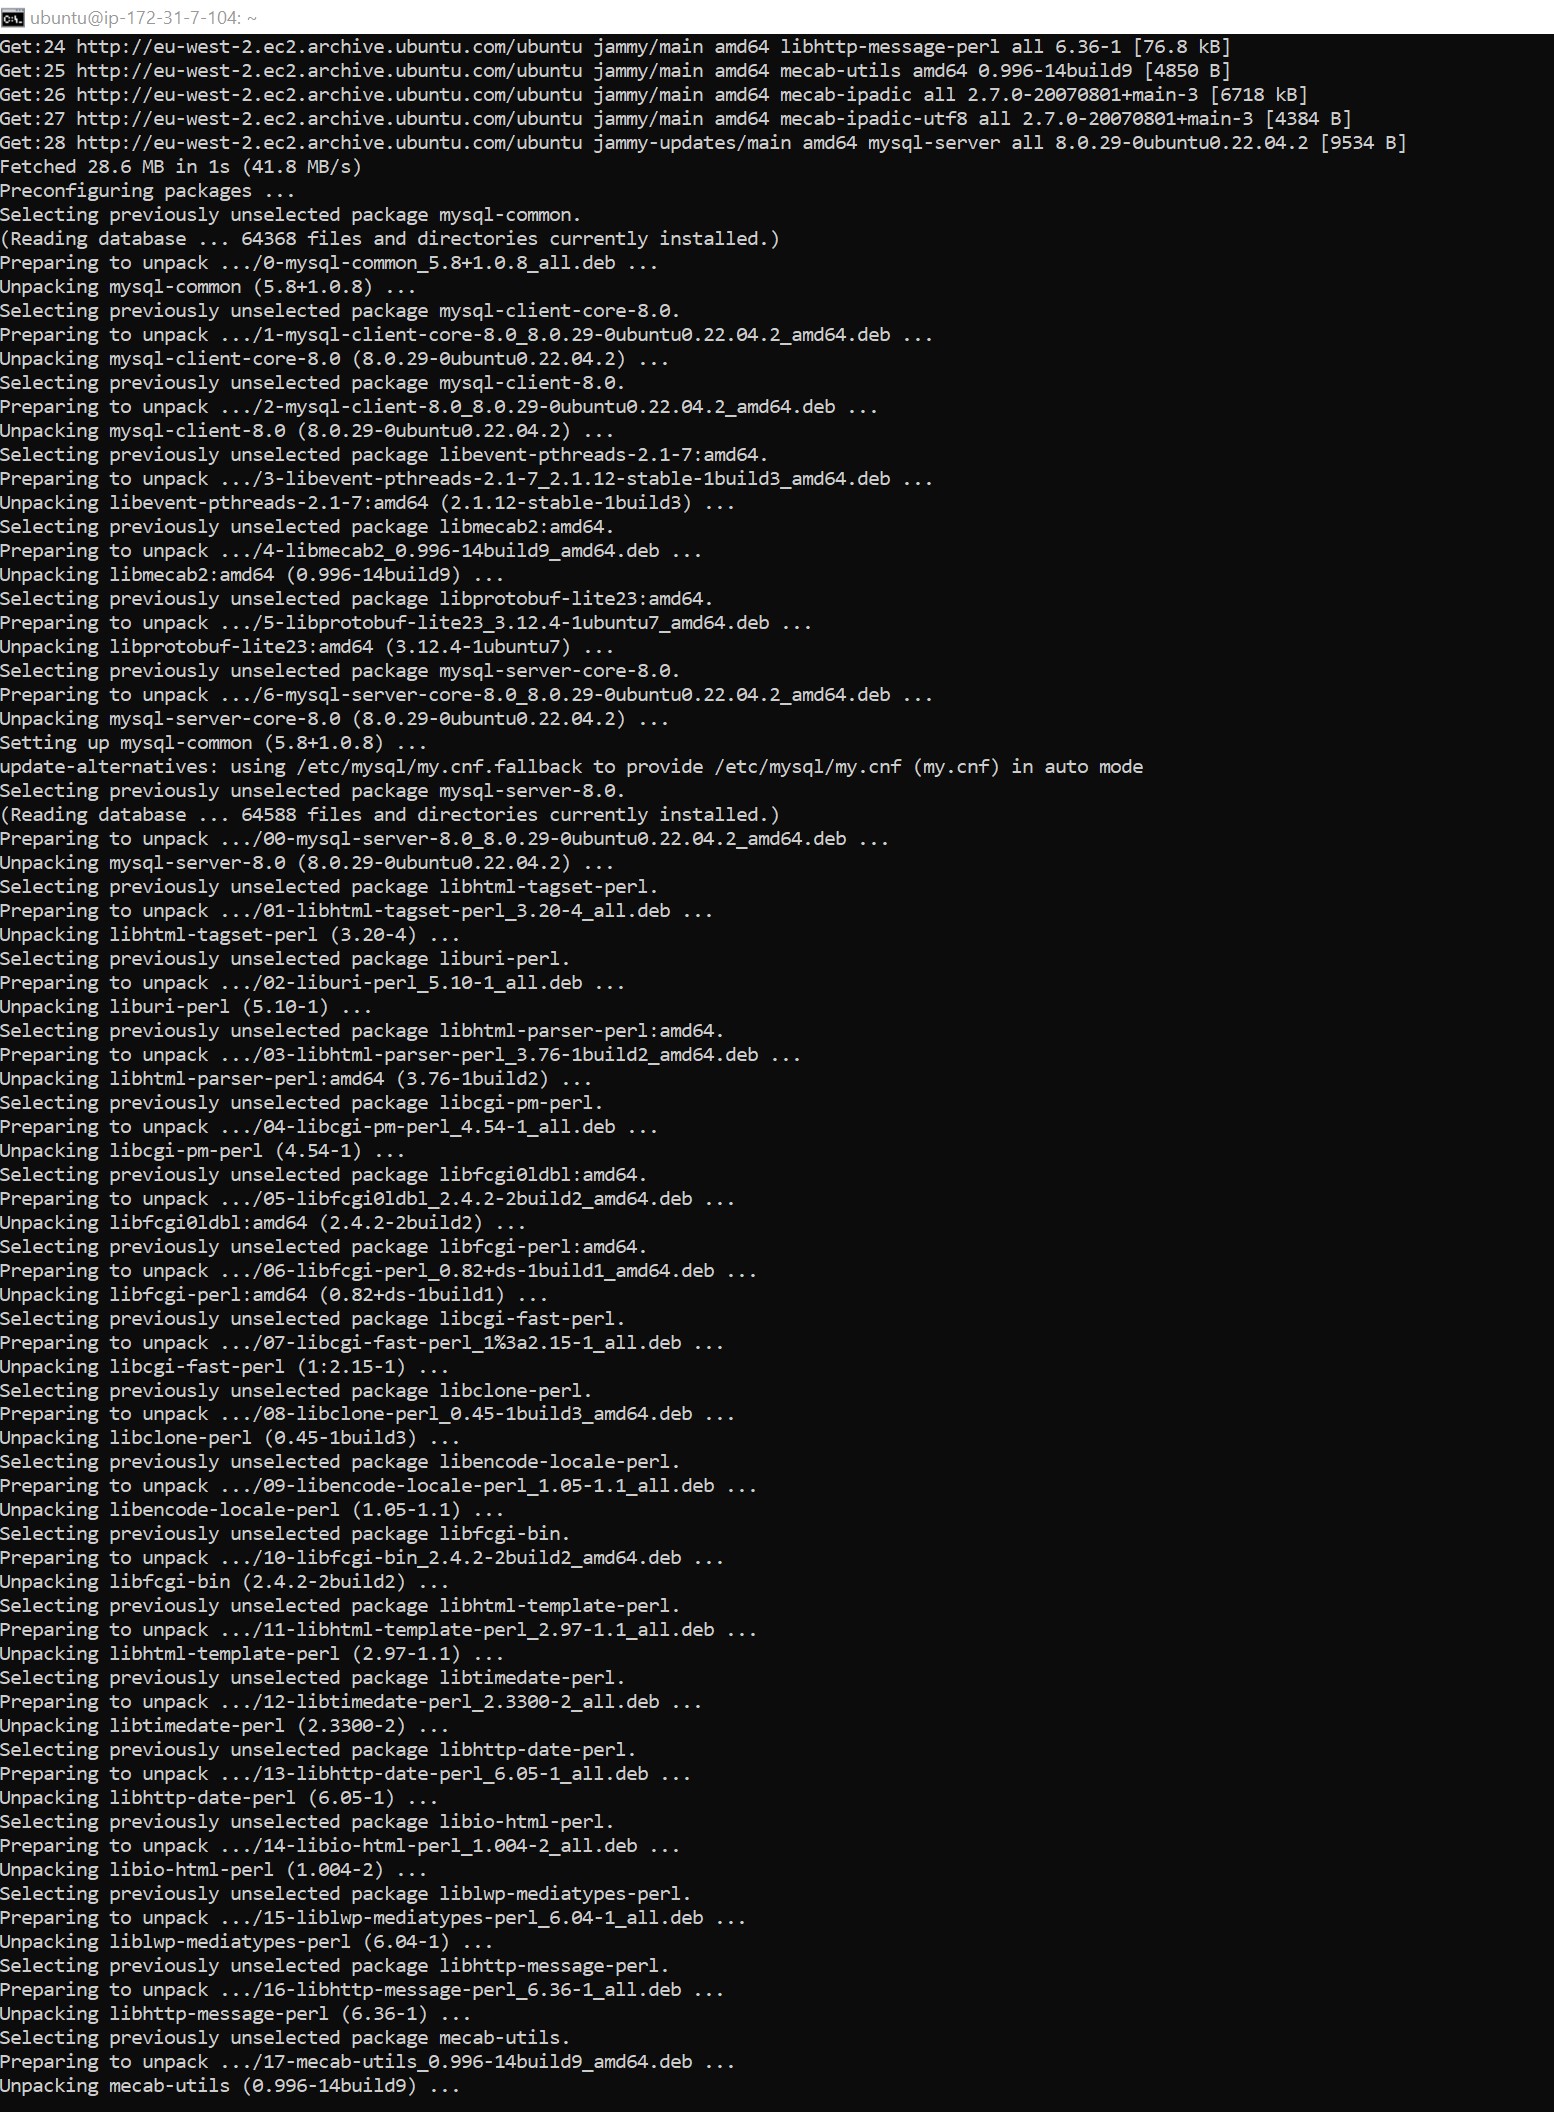 ubuntu@ip-172-31-7-104: ~
Get:24 http://eu-west-2.ec2.archive.ubuntu.com/ubuntu jammy/main amd64 libhttp-message-perl all 6.36-1 [76.8 kB]
Get:25 http://eu-west-2.ec2.archive.ubuntu.com/ubuntu jammy/main amd64 mecab-utils amd64 0.996-14build9 [4850 B]
Get:26 http://eu-west-2.ec2.archive.ubuntu.com/ubuntu jammy/main amd64 mecab-ipadic all 2.7.0-20070801+main-3 [6718 kB]
Get:27 http://eu-west-2.ec2.archive.ubuntu.com/ubuntu jammy/main amd64 mecab-ipadic-utf8 all 2.7.0-20070801+main-3 [4384 B]
Get:28 http://eu-west-2.ec2.archive.ubuntu.com/ubuntu jammy-updates/main amd64 mysql-server all 8.0.29-0ubuntu0.22.04.2 [9534 B]
Fetched 28.6 MB in 1s (41.8 MB/s)
Preconfiguring packages ...
Selecting previously unselected package mysql-common.
(Reading database ... 64368 files and directories currently installed.)
Preparing to unpack .../0-mysql-common_5.8+1.0.8_all.deb ...
Unpacking mysql-common (5.8+1.0.8) ...
Selecting previously unselected package mysql-client-core-8.0.
Preparing to unpack .../1-mysql-client-core-8.0_8.0.29-0ubuntu0.22.04.2_amd64.deb ...
Unpacking mysql-client-core-8.0 (8.0.29-0ubuntu0.22.04.2) ...
Selecting previously unselected package mysql-client-8.0.
Preparing to unpack .../2-mysql-client-8.0_8.0.29-0ubuntu0.22.04.2_amd64.deb ...
Unpacking mysql-client-8.0 (8.0.29-0ubuntu0.22.04.2) ...
Selecting previously unselected package libevent-pthreads-2.1-7:amd64.
Preparing to unpack .../3-libevent-pthreads-2.1-7_2.1.12-stable-1build3_amd64.deb ...
Unpacking libevent-pthreads-2.1-7:amd64 (2.1.12-stable-1build3) ...
Selecting previously unselected package libmecab2:amd64.
Preparing to unpack .../4-libmecab2_0.996-14build9_amd64.deb ...
Unpacking libmecab2:amd64 (0.996-14build9) ...
Selecting previously unselected package libprotobuf-lite23:amd64.
Preparing to unpack .../5-libprotobuf-lite23_3.12.4-1ubuntu7_amd64.deb ...
Unpacking libprotobuf-lite23:amd64 (3.12.4-1ubuntu7) ...
Selecting previously unselected package mysql-server-core-8.0.
Preparing to unpack .../6-mysql-server-core-8.0_8.0.29-0ubuntu0.22.04.2_amd64.deb ...
Unpacking mysql-server-core-8.0 (8.0.29-0ubuntu0.22.04.2) ...
Setting up mysql-common (5.8+1.0.8) ...
update-alternatives: using /etc/mysql/my.cnf.fallback to provide /etc/mysql/my.cnf (my.cnf) in auto mode
Selecting previously unselected package mysql-server-8.0.
(Reading database ... 64588 files and directories currently installed.)
Preparing to unpack .../00-mysql-server-8.0_8.0.29-0ubuntu0.22.04.2_amd64.deb ...
Unpacking mysql-server-8.0 (8.0.29-0ubuntu0.22.04.2) ...
Selecting previously unselected package libhtml-tagset-perl.
Preparing to unpack .../01-libhtml-tagset-perl_3.20-4_all.deb ...
Unpacking libhtml-tagset-perl (3.20-4) ...
Selecting previously unselected package liburi-perl.
Preparing to unpack .../02-liburi-perl_5.10-1_all.deb ...
Unpacking liburi-perl (5.10-1) ...
Selecting previously unselected package libhtml-parser-perl:amd64.
Preparing to unpack .../03-libhtml-parser-perl_3.76-1build2_amd64.deb ...
Unpacking libhtml-parser-perl:amd64 (3.76-1build2) ...
Selecting previously unselected package libcgi-pm-perl.
Preparing to unpack .../04-libcgi-pm-perl_4.54-1_all.deb ...
Unpacking libcgi-pm-perl (4.54-1) ...
Selecting previously unselected package libfcgi0ldbl:amd64.
Preparing to unpack .../05-libfcgi0ldbl_2.4.2-2build2_amd64.deb ...
Unpacking libfcgi0ldbl:amd64 (2.4.2-2build2) ...
Selecting previously unselected package libfcgi-perl:amd64.
Preparing to unpack .../06-libfcgi-perl_0.82+ds-1build1_amd64.deb ...
Unpacking libfcgi-perl:amd64 (0.82+ds-1build1) ...
Selecting previously unselected package libcgi-fast-perl.
Preparing to unpack .../07-libcgi-fast-perl_1%3a2.15-1_all.deb ...
Unpacking libcgi-fast-perl (1:2.15-1) ...
Selecting previously unselected package libclone-perl.
Preparing to unpack .../08-libclone-perl_0.45-1build3_amd64.deb ...
Unpacking libclone-perl (0.45-1build3) ...
Selecting previously unselected package libencode-locale-perl.
Preparing to unpack .../09-libencode-locale-perl_1.05-1.1_all.deb ...
Unpacking libencode-locale-perl (1.05-1.1) ...
Selecting previously unselected package libfcgi-bin.
Preparing to unpack .../10-libfcgi-bin_2.4.2-2build2_amd64.deb ...
Unpacking libfcgi-bin (2.4.2-2build2) ...
Selecting previously unselected package libhtml-template-perl.
Preparing to unpack .../11-libhtml-template-perl_2.97-1.1_all.deb ...
Unpacking libhtml-template-perl (2.97-1.1) ...
Selecting previously unselected package libtimedate-perl.
Preparing to unpack .../12-libtimedate-perl_2.3300-2_all.deb ...
Unpacking libtimedate-perl (2.3300-2) ...
Selecting previously unselected package libhttp-date-perl.
Preparing to unpack .../13-libhttp-date-perl_6.05-1_all.deb ...
Unpacking libhttp-date-perl (6.05-1) ...
Selecting previously unselected package libio-html-perl.
Preparing to unpack .../14-libio-html-perl_1.004-2_all.deb ...
Unpacking libio-html-perl (1.004-2) ...
Selecting previously unselected package liblwp-mediatypes-perl.
Preparing to unpack .../15-liblwp-mediatypes-perl_6.04-1_all.deb ...
Unpacking liblwp-mediatypes-perl (6.04-1) ...
Selecting previously unselected package libhttp-message-perl.
Preparing to unpack .../16-libhttp-message-perl_6.36-1_all.deb ...
Unpacking libhttp-message-perl (6.36-1) ...
Selecting previously unselected package mecab-utils.
Preparing to unpack .../17-mecab-utils_0.996-14build9_amd64.deb ...
Unpacking mecab-utils (0.996-14build9) ...